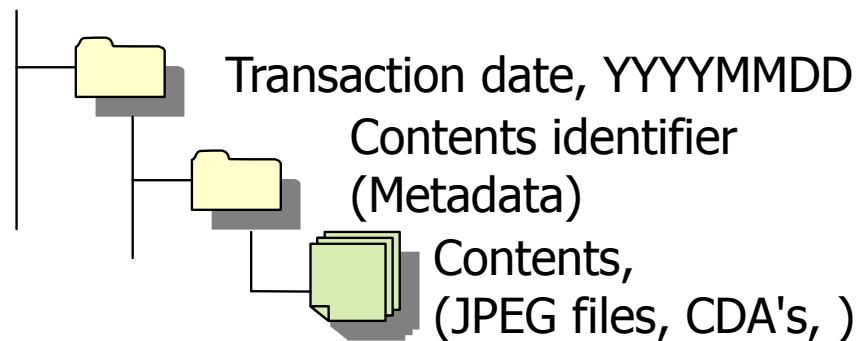 Transaction date, YYYYMMDD
Contents identifier
(Metadata)
Contents,
(JPEG files, CDA's, )